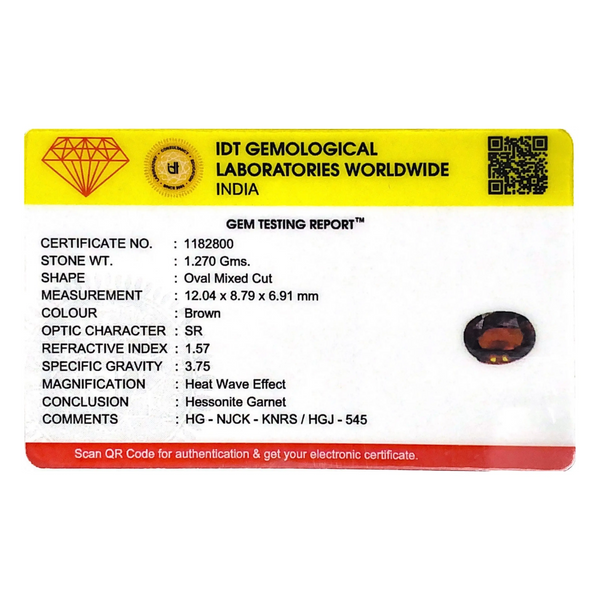 IDT GEMOLOGICAL
LABORATORIES WORLDWIDE
INDIA
GEM TESTING REPORT™
CERTIFICATE NO. : 1182800
STONE WT. : 1.270 Gms.
SHAPE : Oval Mixed Cut
MEASUREMENT : 12.04 x 8.79 x 6.91 mm
COLOUR : Brown
OPTIC CHARACTER : SR
REFRACTIVE INDEX : 1.57
SPECIFIC GRAVITY : 3.75
MAGNIFICATION : Heat Wave Effect
CONCLUSION : Hessonite Garnet
COMMENTS : HG - NJCK - KNRS / HGJ - 545
Scan QR Code for authentication & get your electronic certificate.